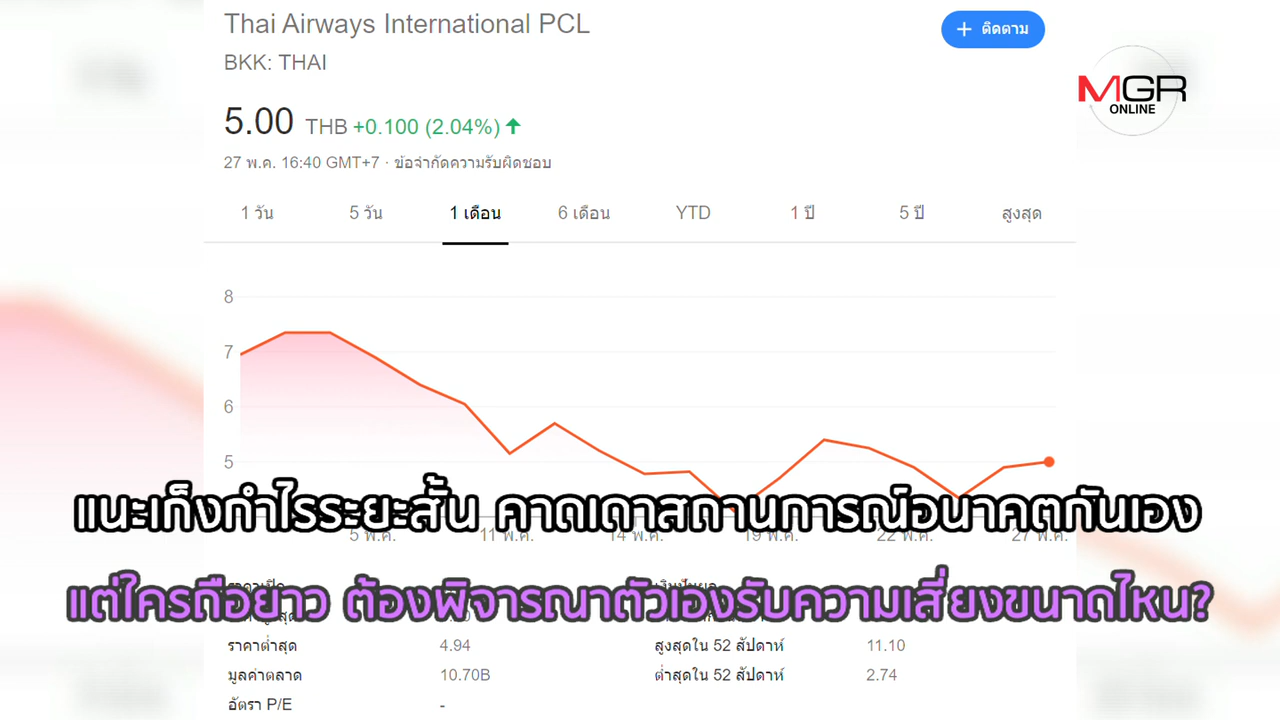 Thai Airways International PCL
+ ติดตาม
BKK: THAI
MGR
ONLINE
5.00 THB +0.100 (2.04%) ↑
27 พ.ค. 16:40 GMT+7 · ข้อจำกัดความรับผิดชอบ
1 วัน 5 วัน 1 เดือน 6 เดือน YTD 1 ปี 5 ปี สูงสุด
8
7
6
5
แนะเก็งกำไรระยะสั้น คาดเดาสถานการณ์อนาคตกันเอง
5 พ.ค. 11 พ.ค. 14 พ.ค. 19 พ.ค. 22 พ.ค. 27 พ.ค.
แต่ใครถือยาว ต้องพิจารณาตัวเองรับความเสี่ยงขนาดไหน?
ราคาต่ำสุด 4.94 สูงสุดใน 52 สัปดาห์ 11.10
มูลค่าตลาด 10.70B ต่ำสุดใน 52 สัปดาห์ 2.74
อัตรา P/E -